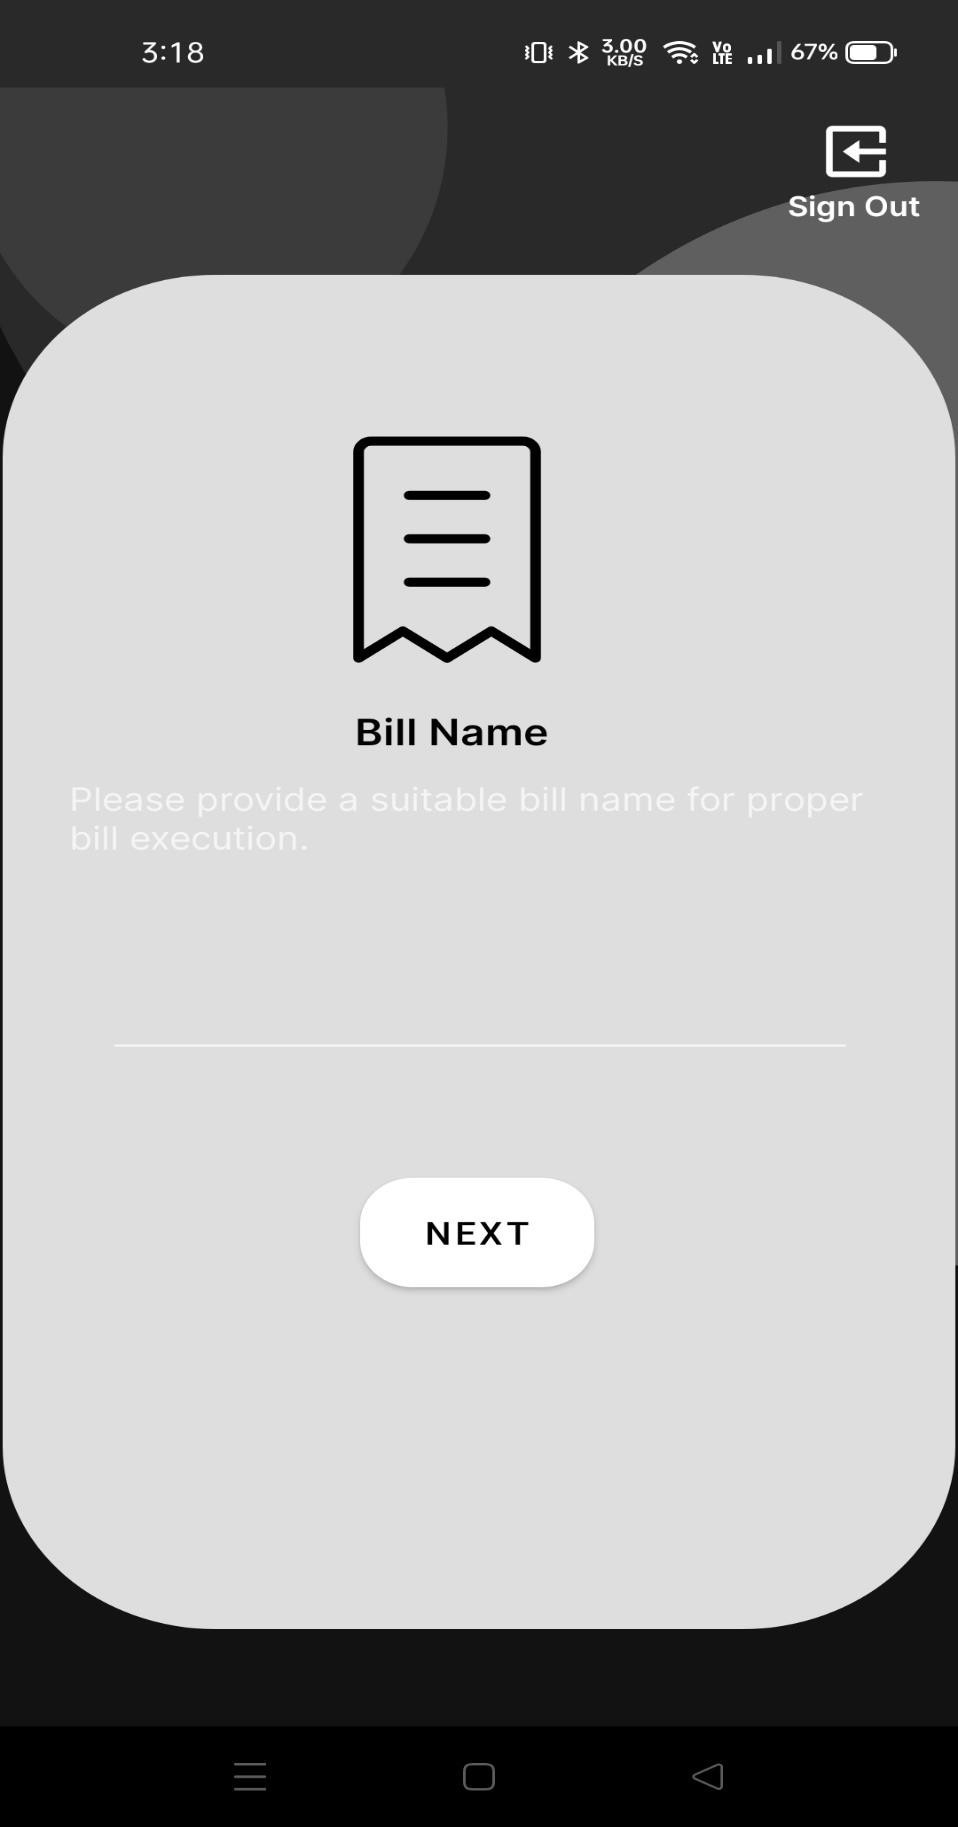 3:18
3.00
KB/S
Vo
LTE
67%
Sign Out
Bill Name
Please provide a suitable bill name for proper
bill execution.
NEXT